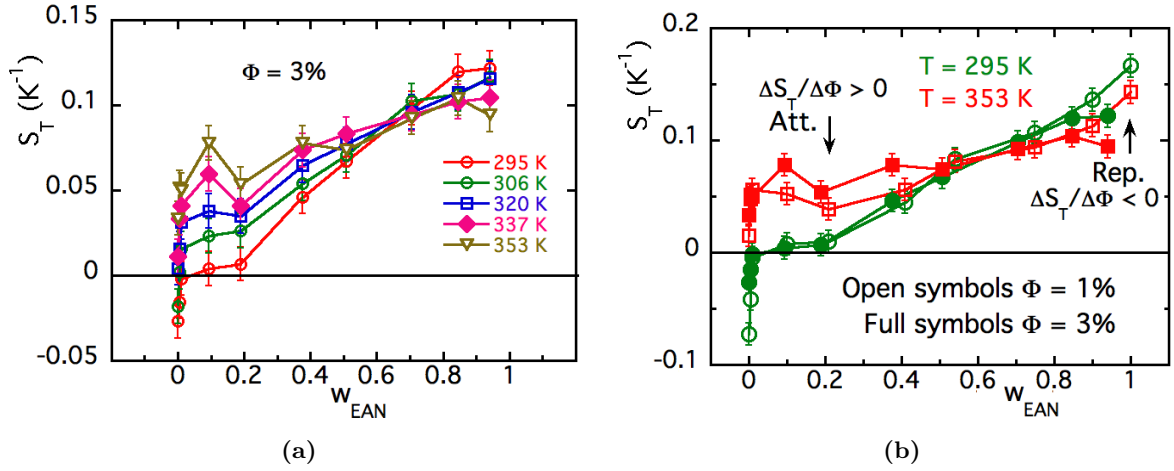 0.15
0.1
0.05
0
-0.05
S_T (K⁻¹)
Φ = 3%
295 K
306 K
320 K
337 K
353 K
0 0.2 0.4 0.6 0.8 1
w_EAN
(a)
0.2
0.1
0
-0.1
S_T (K⁻¹)
T = 295 K
T = 353 K
ΔS_T/ΔΦ > 0
Att.
Rep.
ΔS_T/ΔΦ < 0
Open symbols Φ = 1%
Full symbols Φ = 3%
0 0.2 0.4 0.6 0.8 1
w_EAN
(b)